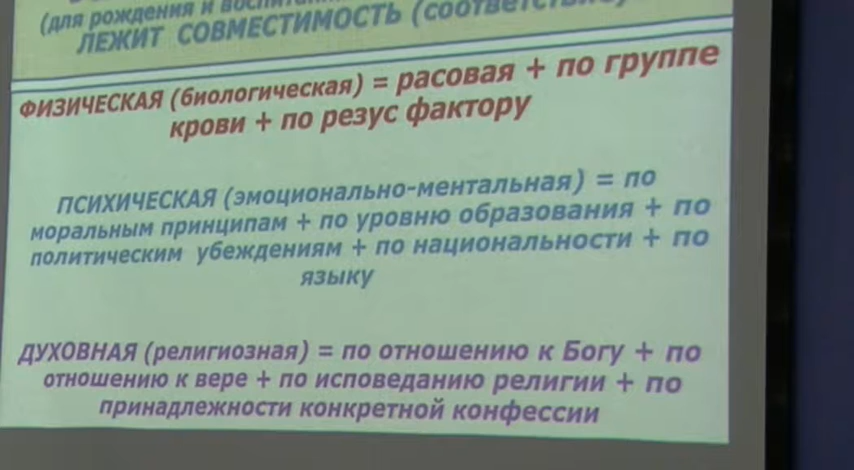 (для рождения и
ЛЕЖИТ СОВМЕСТИМОСТЬ
ФИЗИЧЕСКАЯ (биологическая) = расовая + по группе
крови + по резус фактору
ПСИХИЧЕСКАЯ (эмоционально-ментальная) = по
моральным принципам + по уровню образования + по
политическим убеждениям + по национальности + по
языку
ДУХОВНАЯ (религиозная) = по отношению к Богу + по
отношению к вере + по исповеданию религии + по
принадлежности конкретной конфессии